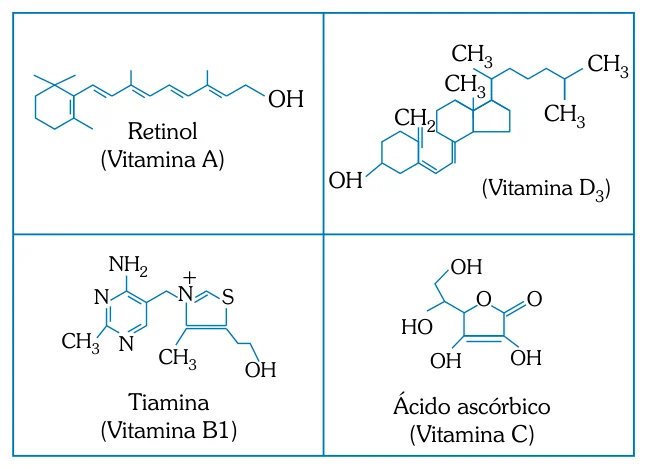 OH
Retinol
(Vitamina A)
CH₃
CH₃
CH₃
CH₂
CH₃
OH
(Vitamina D₃)
NH₂
N
N
+
N
S
CH₃
CH₃
OH
Tiamina
(Vitamina B1)
OH
O
O
HO
OH
OH
Ácido ascórbico
(Vitamina C)